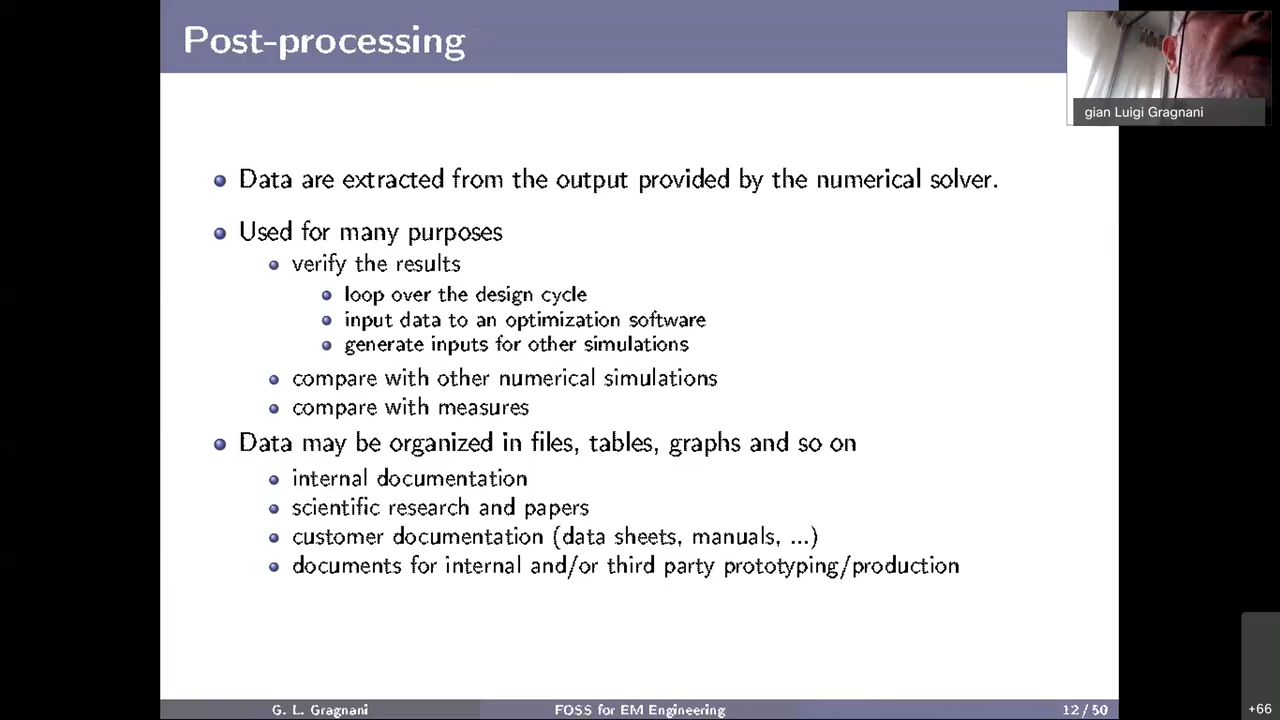 Post-processing
gian Luigi Gragnani
Data are extracted from the output provided by the numerical solver.
Used for many purposes
verify the results
loop over the design cycle
input data to an optimization software
generate inputs for other simulations
compare with other numerical simulations
compare with measures
Data may be organized in files, tables, graphs and so on
internal documentation
scientific research and papers
customer documentation (data sheets, manuals, ...)
documents for internal and/or third party prototyping/production
G. L. Gragnani
FOSS for EM Engineering
12 / 50
+66